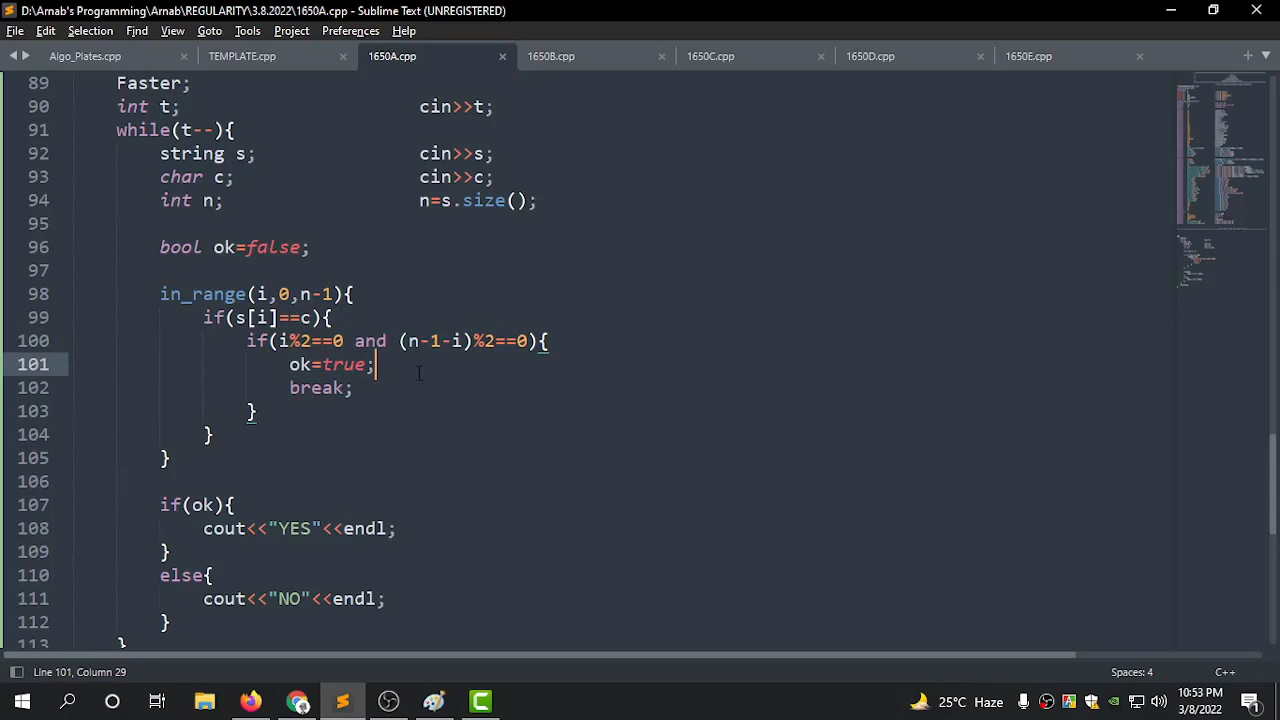 D:\Arnab's Programming\Arnab\REGULARITY\3.8.2022\1650A.cpp - Sublime Text (UNREGISTERED)
File Edit Selection Find View Goto Tools Project Preferences Help
Algo_Plates.cpp TEMPLATE.cpp 1650A.cpp 1650B.cpp 1650C.cpp 1650D.cpp 1650E.cpp
89 Faster;
90 int t; cin>>t;
91 while(t--){
92 string s; cin>>s;
93 char c; cin>>c;
94 int n; n=s.size();
95
96 bool ok=false;
97
98 in_range(i,0,n-1){
99 if(s[i]==c){
100 if(i%2==0 and (n-1-i)%2==0){
101 ok=true;
102 break;
103 }
104 }
105 }
106
107 if(ok){
108 cout<<"YES"<<endl;
109 }
110 else{
111 cout<<"NO"<<endl;
112 }
113 }
Line 101, Column 29 Spaces: 4 C++
25°C Haze 10:53 PM
3/8/2022